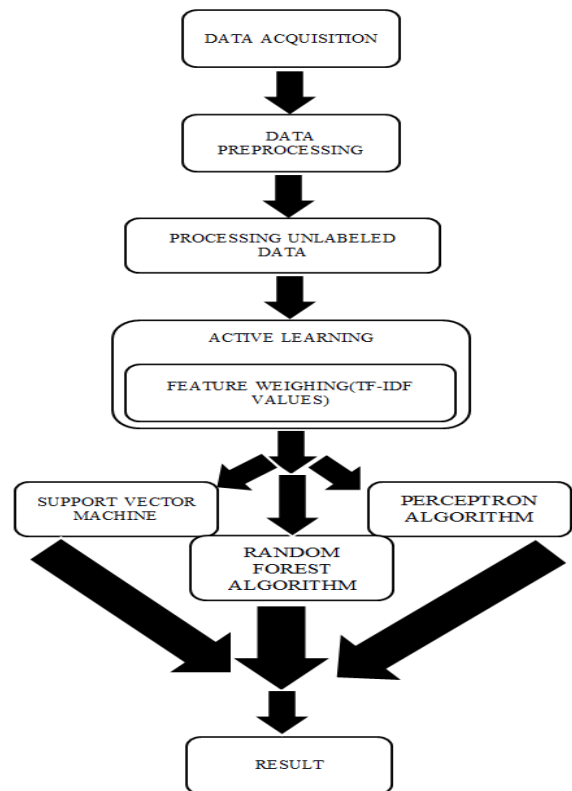 DATA ACQUISITION
DATA
PREPROCESSING
PROCESSING UNLABELED
DATA
ACTIVE LEARNING
FEATURE WEIGHING(TF-IDF
VALUES)
SUPPORT VECTOR
MACHINE
RANDOM
FOREST
ALGORITHM
PERCEPTRON
ALGORITHM
RESULT